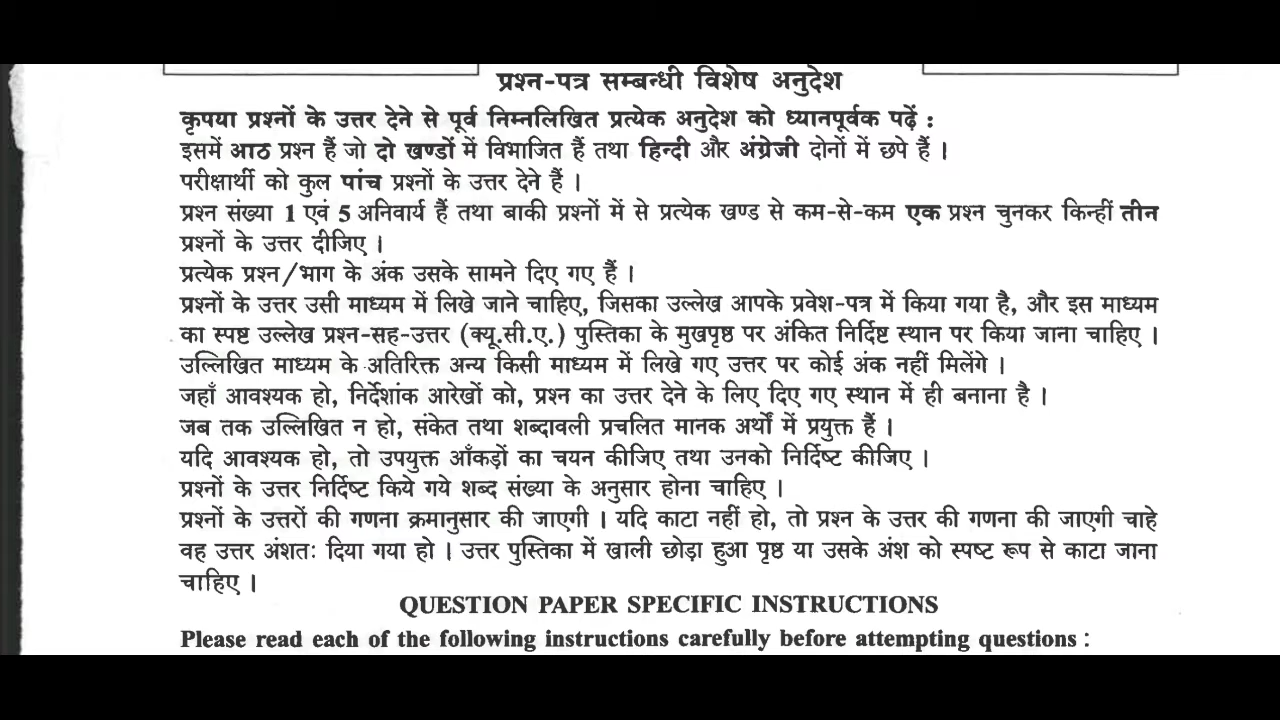 प्रश्न-पत्र सम्बन्धी विशेष अनुदेश
कृपया प्रश्नों के उत्तर देने से पूर्व निम्नलिखित प्रत्येक अनुदेश को ध्यानपूर्वक पढ़ें :
इसमें आठ प्रश्न हैं जो दो खण्डों में विभाजित हैं तथा हिन्दी और अंग्रेजी दोनों में छपे हैं ।
परीक्षार्थी को कुल पांच प्रश्नों के उत्तर देने हैं ।
प्रश्न संख्या 1 एवं 5 अनिवार्य हैं तथा बाकी प्रश्नों में से प्रत्येक खण्ड से कम-से-कम एक प्रश्न चुनकर किन्हीं तीन
प्रश्नों के उत्तर दीजिए ।
प्रत्येक प्रश्न/भाग के अंक उसके सामने दिए गए हैं ।
प्रश्नों के उत्तर उसी माध्यम में लिखे जाने चाहिए, जिसका उल्लेख आपके प्रवेश-पत्र में किया गया है, और इस माध्यम
का स्पष्ट उल्लेख प्रश्न-सह-उत्तर (क्यू.सी.ए.) पुस्तिका के मुखपृष्ठ पर अंकित निर्दिष्ट स्थान पर किया जाना चाहिए ।
उल्लिखित माध्यम के अतिरिक्त अन्य किसी माध्यम में लिखे गए उत्तर पर कोई अंक नहीं मिलेंगे ।
जहाँ आवश्यक हो, निर्देशांक आरेखों को, प्रश्न का उत्तर देने के लिए दिए गए स्थान में ही बनाना है ।
जब तक उल्लिखित न हो, संकेत तथा शब्दावली प्रचलित मानक अर्थों में प्रयुक्त हैं ।
यदि आवश्यक हो, तो उपयुक्त आँकड़ों का चयन कीजिए तथा उनको निर्दिष्ट कीजिए ।
प्रश्नों के उत्तर निर्दिष्ट किये गये शब्द संख्या के अनुसार होना चाहिए ।
प्रश्नों के उत्तरों की गणना क्रमानुसार की जाएगी । यदि काटा नहीं हो, तो प्रश्न के उत्तर की गणना की जाएगी चाहे
वह उत्तर अंशतः दिया गया हो । उत्तर पुस्तिका में खाली छोड़ा हुआ पृष्ठ या उसके अंश को स्पष्ट रूप से काटा जाना
चाहिए ।
QUESTION PAPER SPECIFIC INSTRUCTIONS
Please read each of the following instructions carefully before attempting questions :